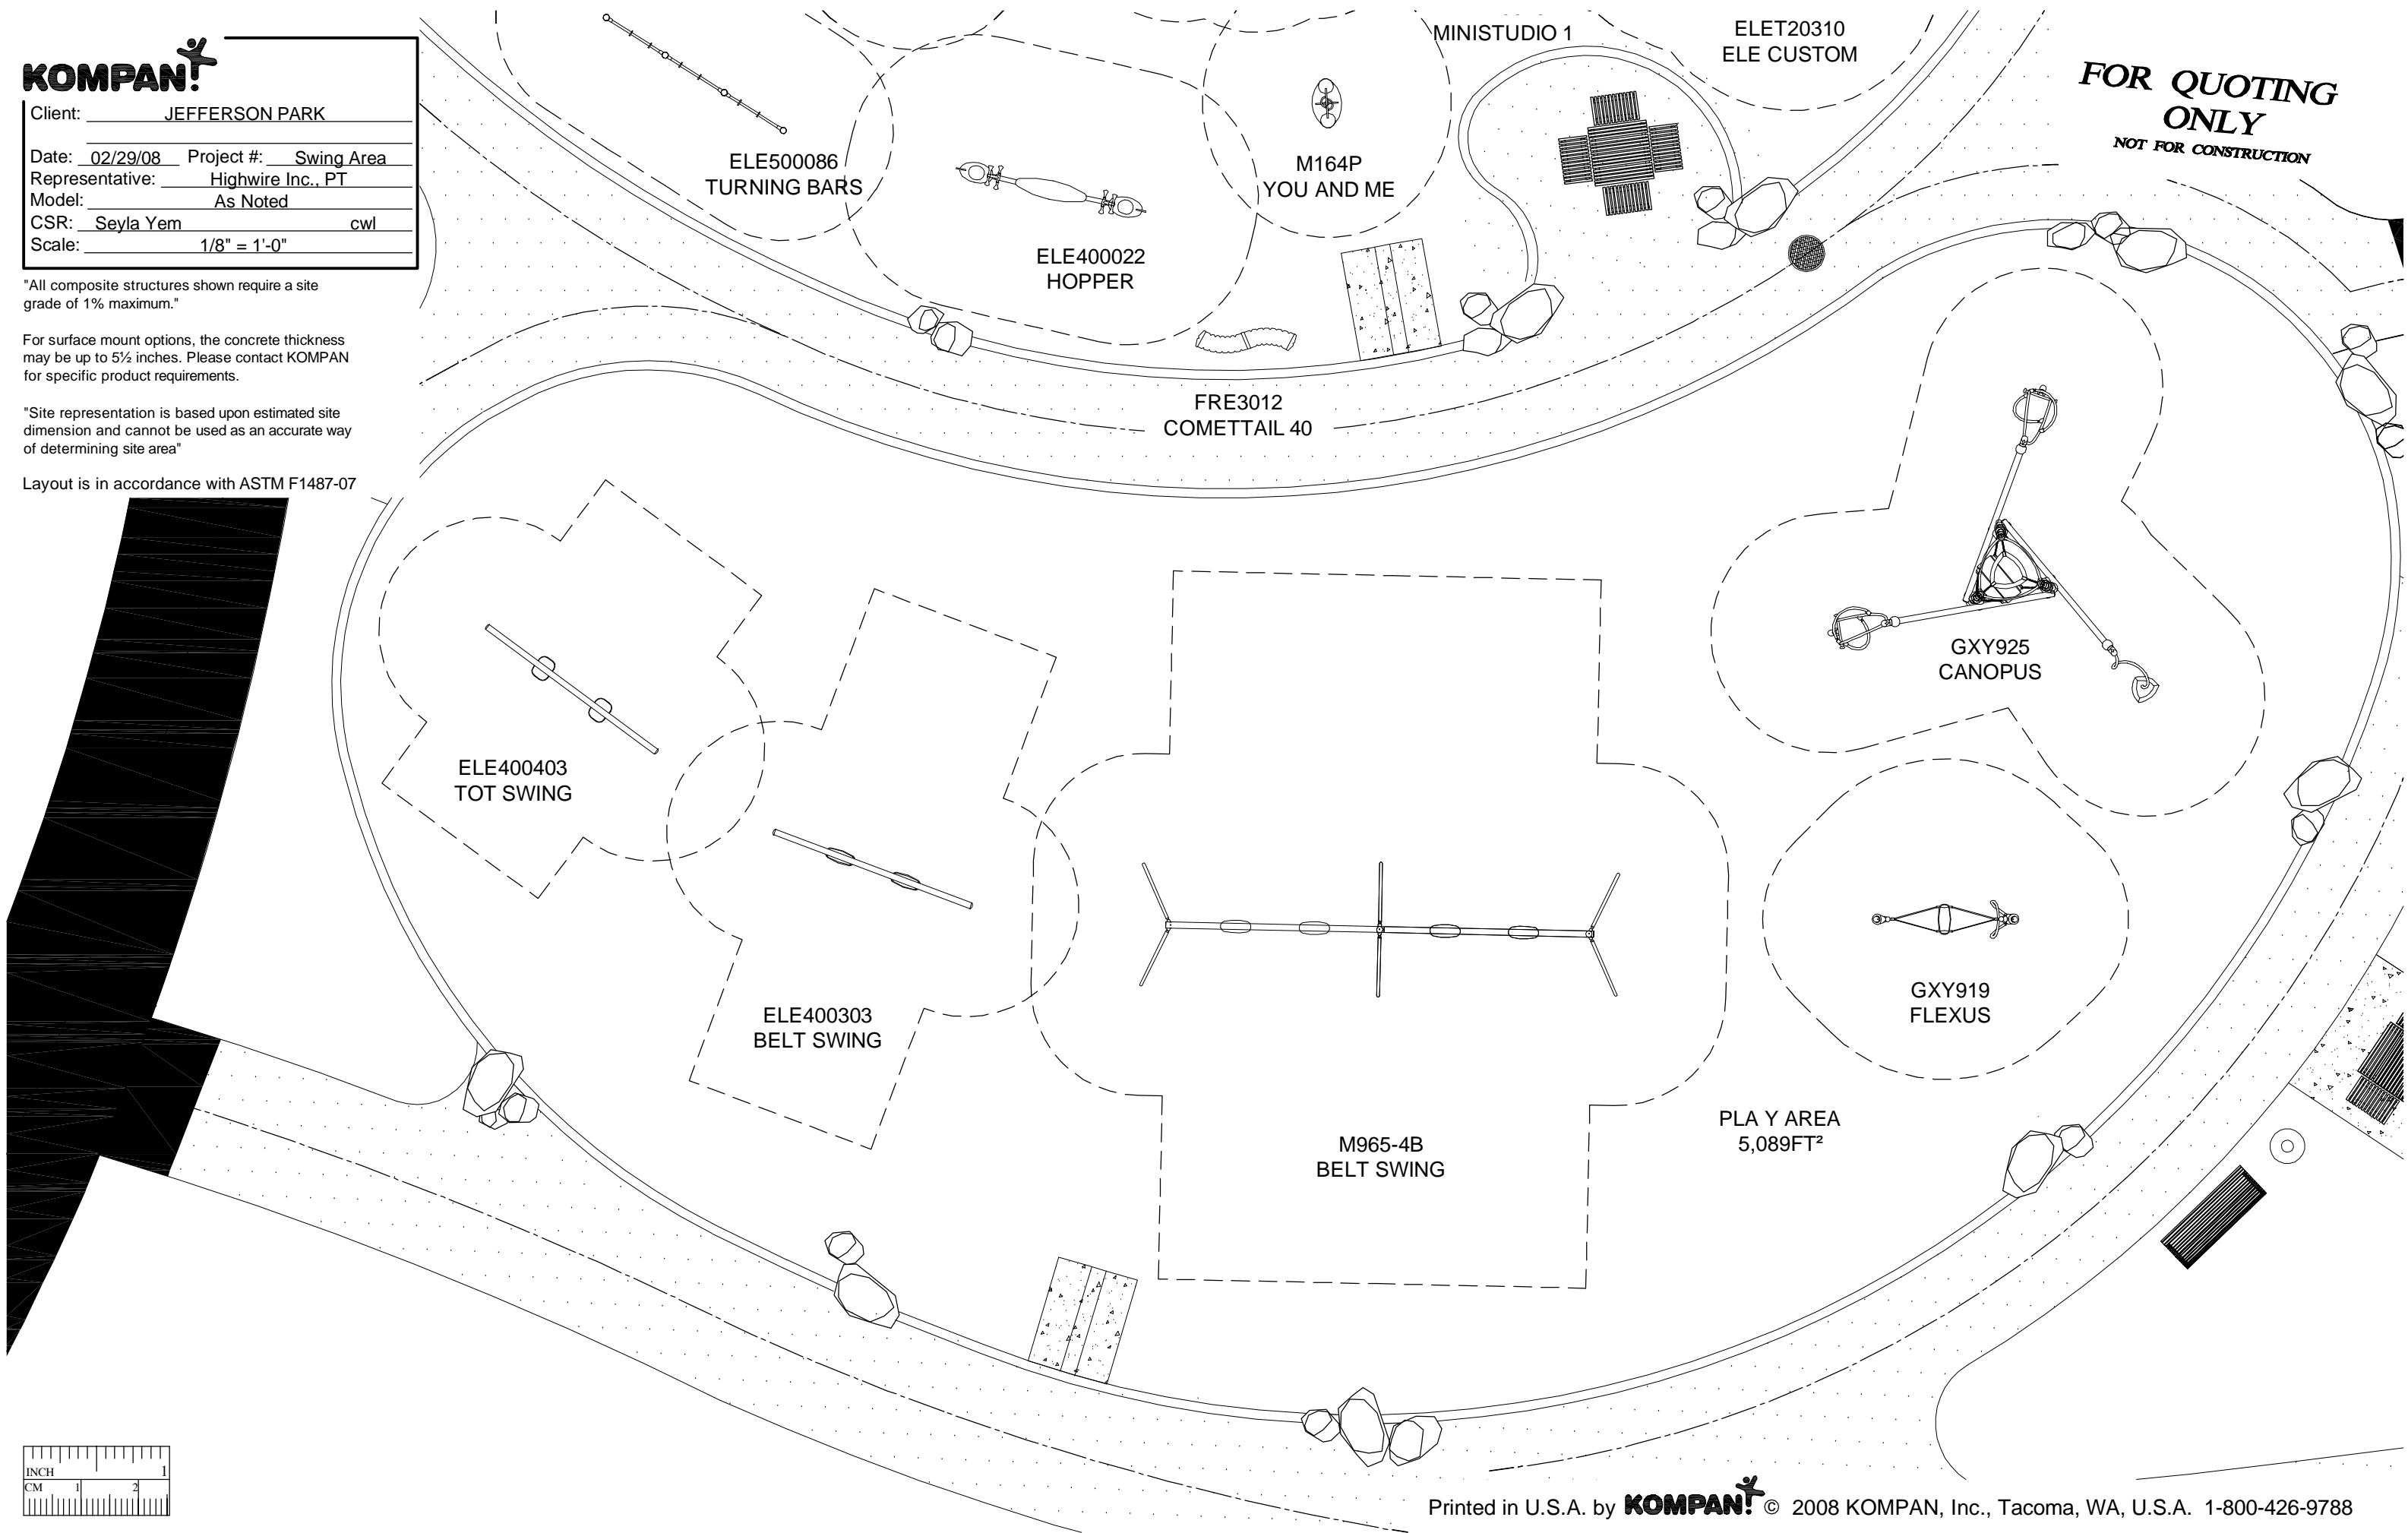 KOMPAN!
Client: JEFFERSON PARK
Date: 02/29/08 Project #: Swing Area
Representative: Highwire Inc., PT
Model: As Noted
CSR: Seyla Yem cwl
Scale: 1/8" = 1'-0"
"All composite structures shown require a site
grade of 1% maximum."
For surface mount options, the concrete thickness
may be up to 5½ inches. Please contact KOMPAN
for specific product requirements.
"Site representation is based upon estimated site
dimension and cannot be used as an accurate way
of determining site area"
Layout is in accordance with ASTM F1487-07
MINISTUDIO 1
ELET20310
ELE CUSTOM
FOR QUOTING
ONLY
NOT FOR CONSTRUCTION
ELE500086
TURNING BARS
M164P
YOU AND ME
ELE400022
HOPPER
FRE3012
COMETTAIL 40
GXY925
CANOPUS
ELE400403
TOT SWING
ELE400303
BELT SWING
GXY919
FLEXUS
M965-4B
BELT SWING
PLA Y AREA
5,089FT²
INCH 1
CM 1 2
Printed in U.S.A. by KOMPAN! © 2008 KOMPAN, Inc., Tacoma, WA, U.S.A. 1-800-426-9788